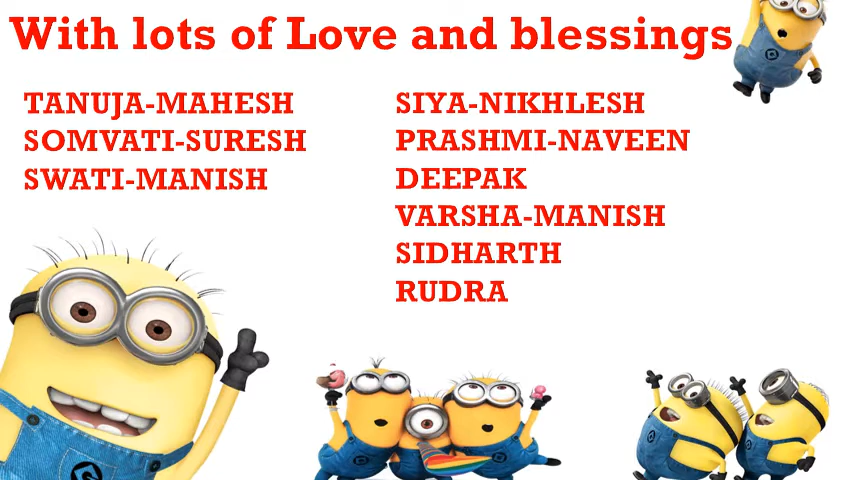 With lots of Love and blessings
TANUJA-MAHESH
SOMVATI-SURESH
SWATI-MANISH
SIYA-NIKHLESH
PRASHMI-NAVEEN
DEEPAK
VARSHA-MANISH
SIDHARTH
RUDRA